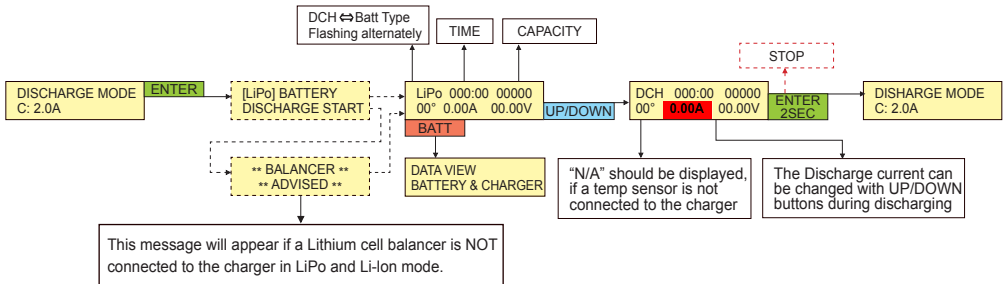 DCH ⇔ Batt Type
Flashing alternately
TIME
CAPACITY
STOP
DISCHARGE MODE
C: 2.0A
ENTER
[LiPo] BATTERY
DISCHARGE START
LiPo 000:00 00000
00° 0.00A 00.00V
BATT
UP/DOWN
DCH 000:00 00000
00° 0.00A 00.00V
ENTER
2SEC
DISHARGE MODE
C: 2.0A
** BALANCER **
** ADVISED **
DATA VIEW
BATTERY & CHARGER
"N/A" should be displayed,
if a temp sensor is not
connected to the charger
The Discharge current can
be changed with UP/DOWN
buttons during discharging
This message will appear if a Lithium cell balancer is NOT
connected to the charger in LiPo and Li-Ion mode.